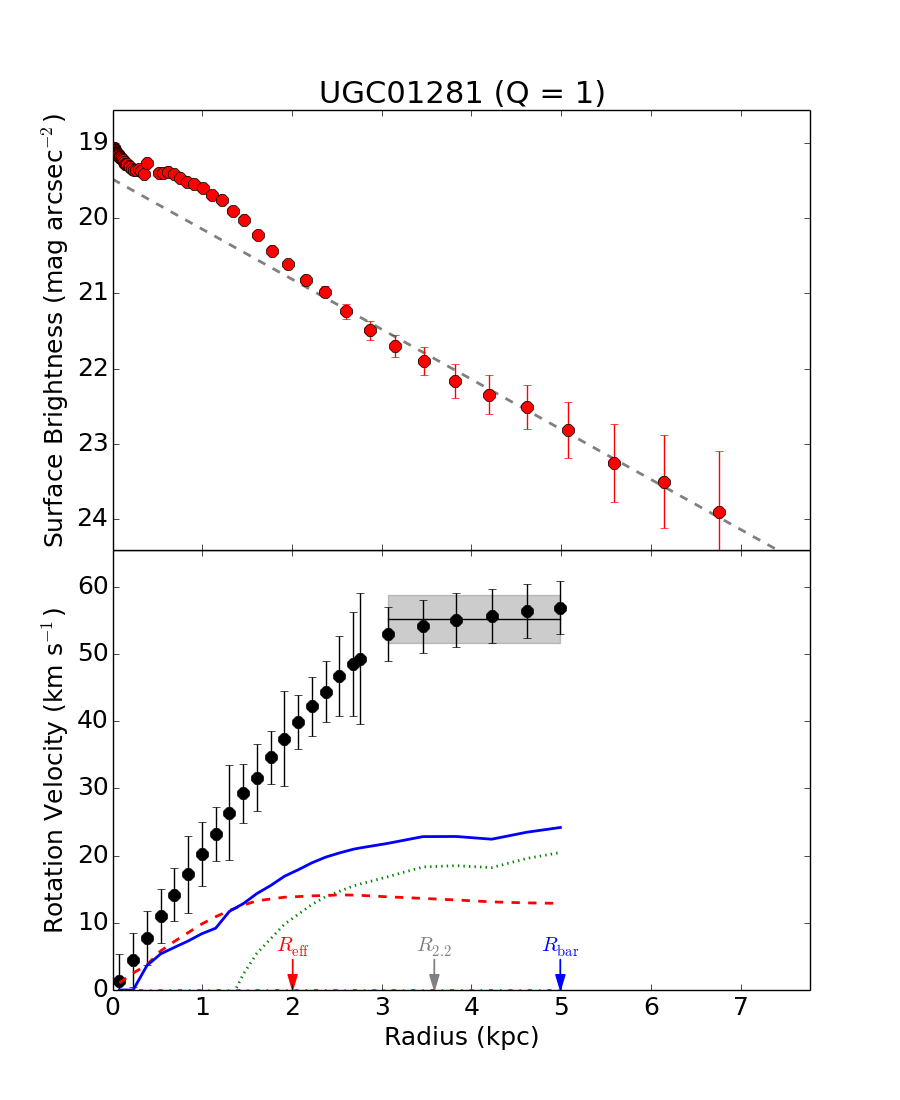 UGC01281 (Q = 1)
Surface Brightness (mag arcsec⁻²)
19
20
21
22
23
24
Rotation Velocity (km s⁻¹)
60
50
40
30
20
10
0
R_eff
R_2.2
R_bar
0 1 2 3 4 5 6 7
Radius (kpc)